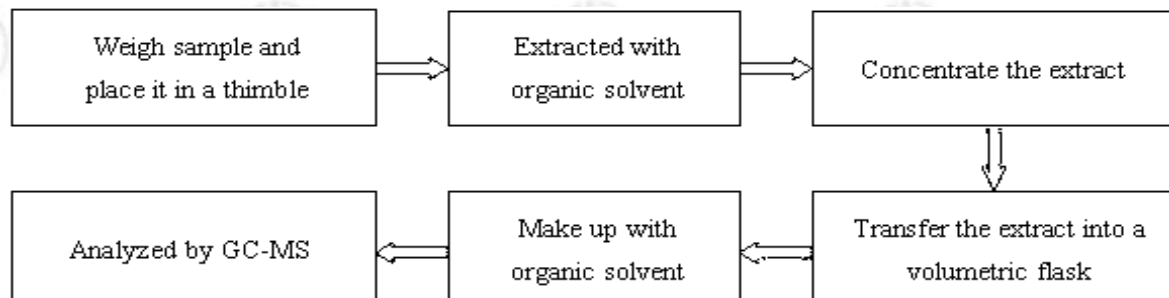 Weigh sample and
place it in a thimble
Extracted with
organic solvent
Concentrate the extract
Transfer the extract into a
volumetric flask
Make up with
organic solvent
Analyzed by GC-MS